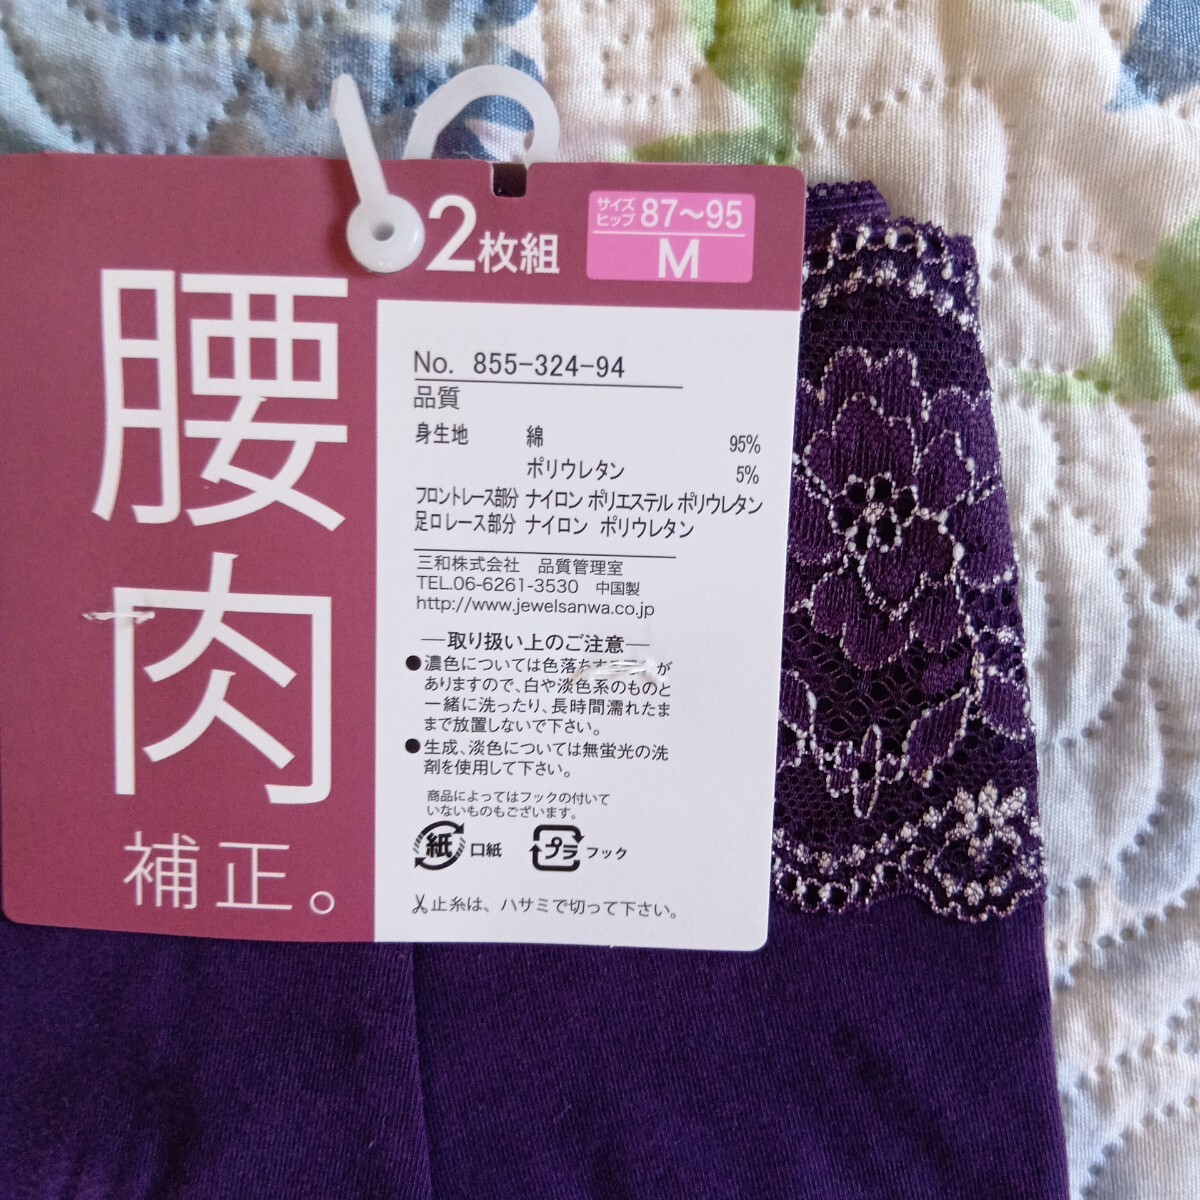 腰肉
補正。
2枚組
サイズ
ヒップ 87～95
M
No. 855-324-94
品質
身生地 綿 95%
ポリウレタン 5%
フロントレース部分 ナイロン ポリエステル ポリウレタン
足口レース部分 ナイロン ポリウレタン
三和株式会社 品質管理室
TEL.06-6261-3530 中国製
http://www.jewelsanwa.co.jp
―取り扱い上のご注意―
●濃色については色落ちする が
ありますので、白や淡色系のものと
一緒に洗ったり、長時間濡れたま
まで放置しないで下さい。
●生成、淡色については無蛍光の洗
剤を使用して下さい。
商品によってはフックの付いて
いないものもございます。
紙 口紙 プラ フック
止糸は、ハサミで切って下さい。